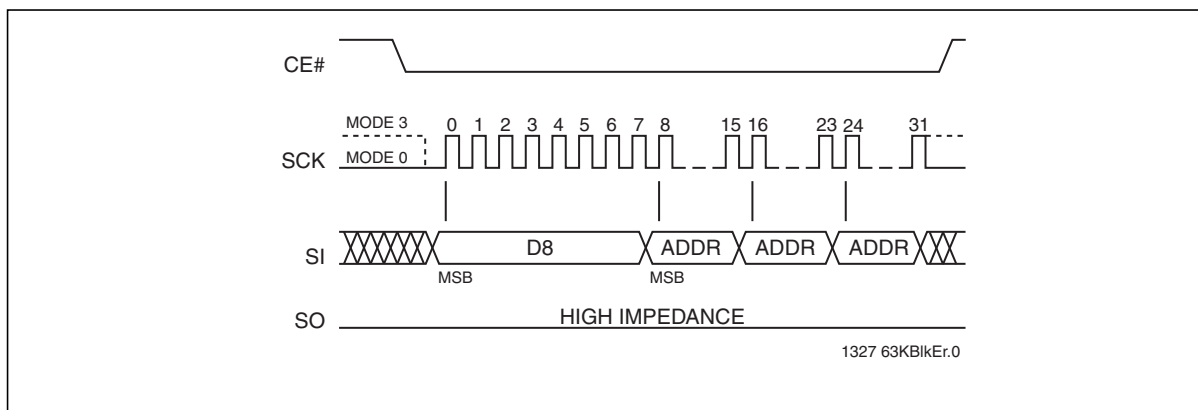 CE#
MODE 3
0 1 2 3 4 5 6 7 8 15 16 23 24 31
SCK
MODE 0
SI
D8 ADDR ADDR ADDR
MSB MSB
SO
HIGH IMPEDANCE
1327 63KBlkEr.0